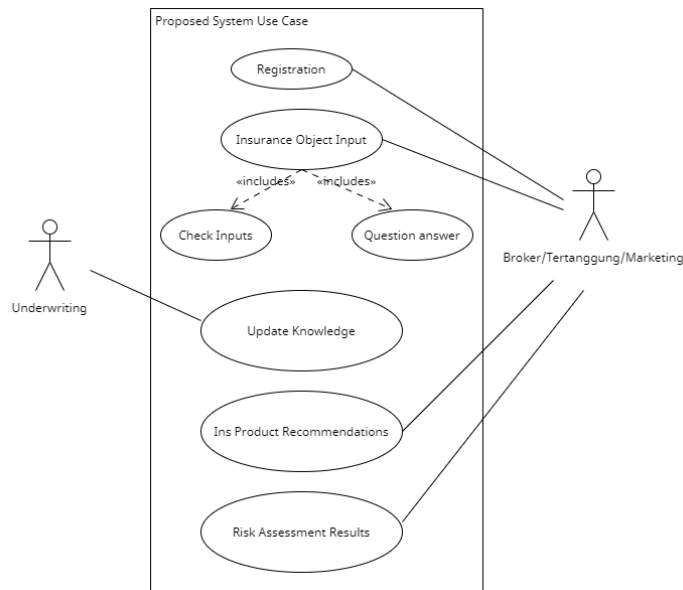 Proposed System Use Case
Registration
Insurance Object Input
«includes» «includes»
Check Inputs
Question answer
Underwriting
Broker/Tertanggung/Marketing
Update Knowledge
Ins Product Recommendations
Risk Assessment Results